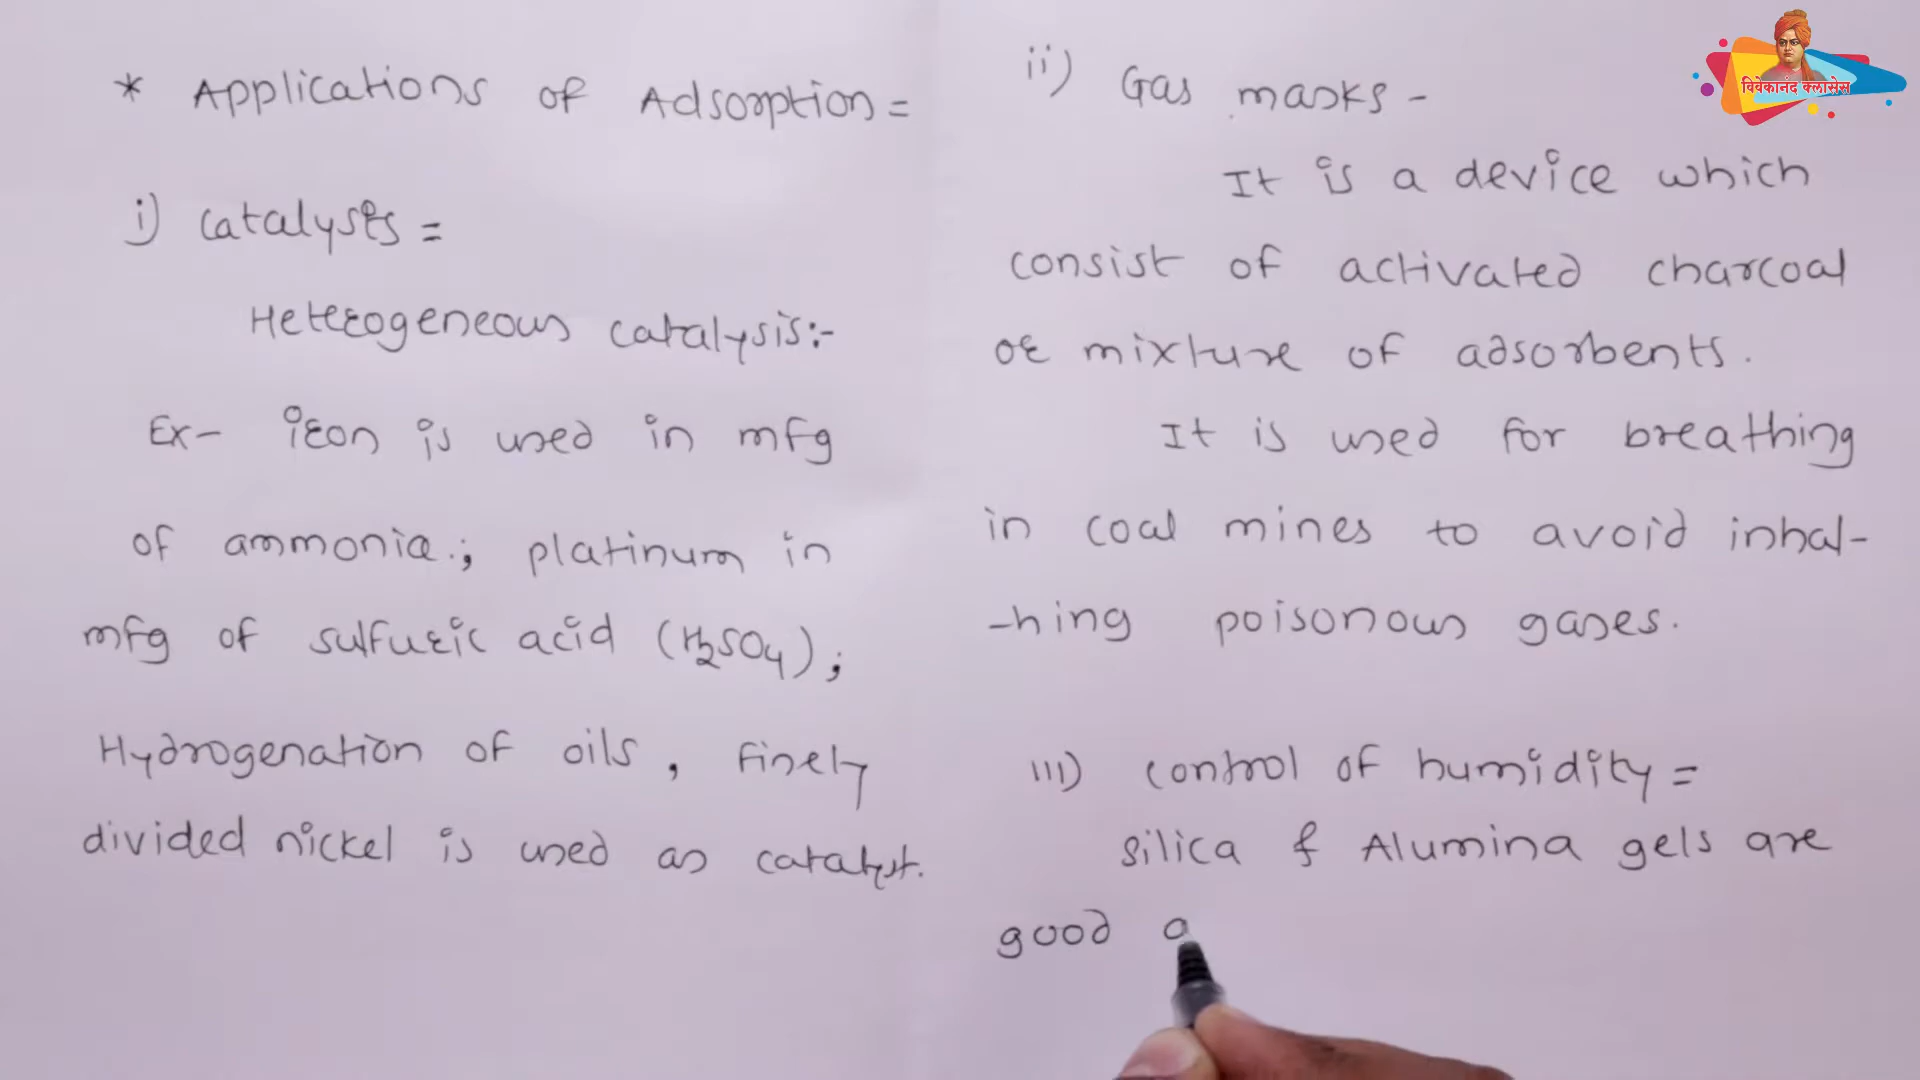 * Applications of Adsorption =
i) Catalysts =
Heterogeneous catalysis:-
Ex- iron is used in mfg
of ammonia.; platinum in
mfg of sulfuric acid (H2SO4);
Hydrogenation of oils, finely
divided nickel is used as catalyst.
ii) Gas masks -
It is a device which
consist of activated charcoal
or mixture of adsorbents.
It is used for breathing
in coal mines to avoid inhal-
-hing poisonous gases.
iii) control of humidity =
silica & Alumina gels are
good a
विवेकानंद क्लासेस